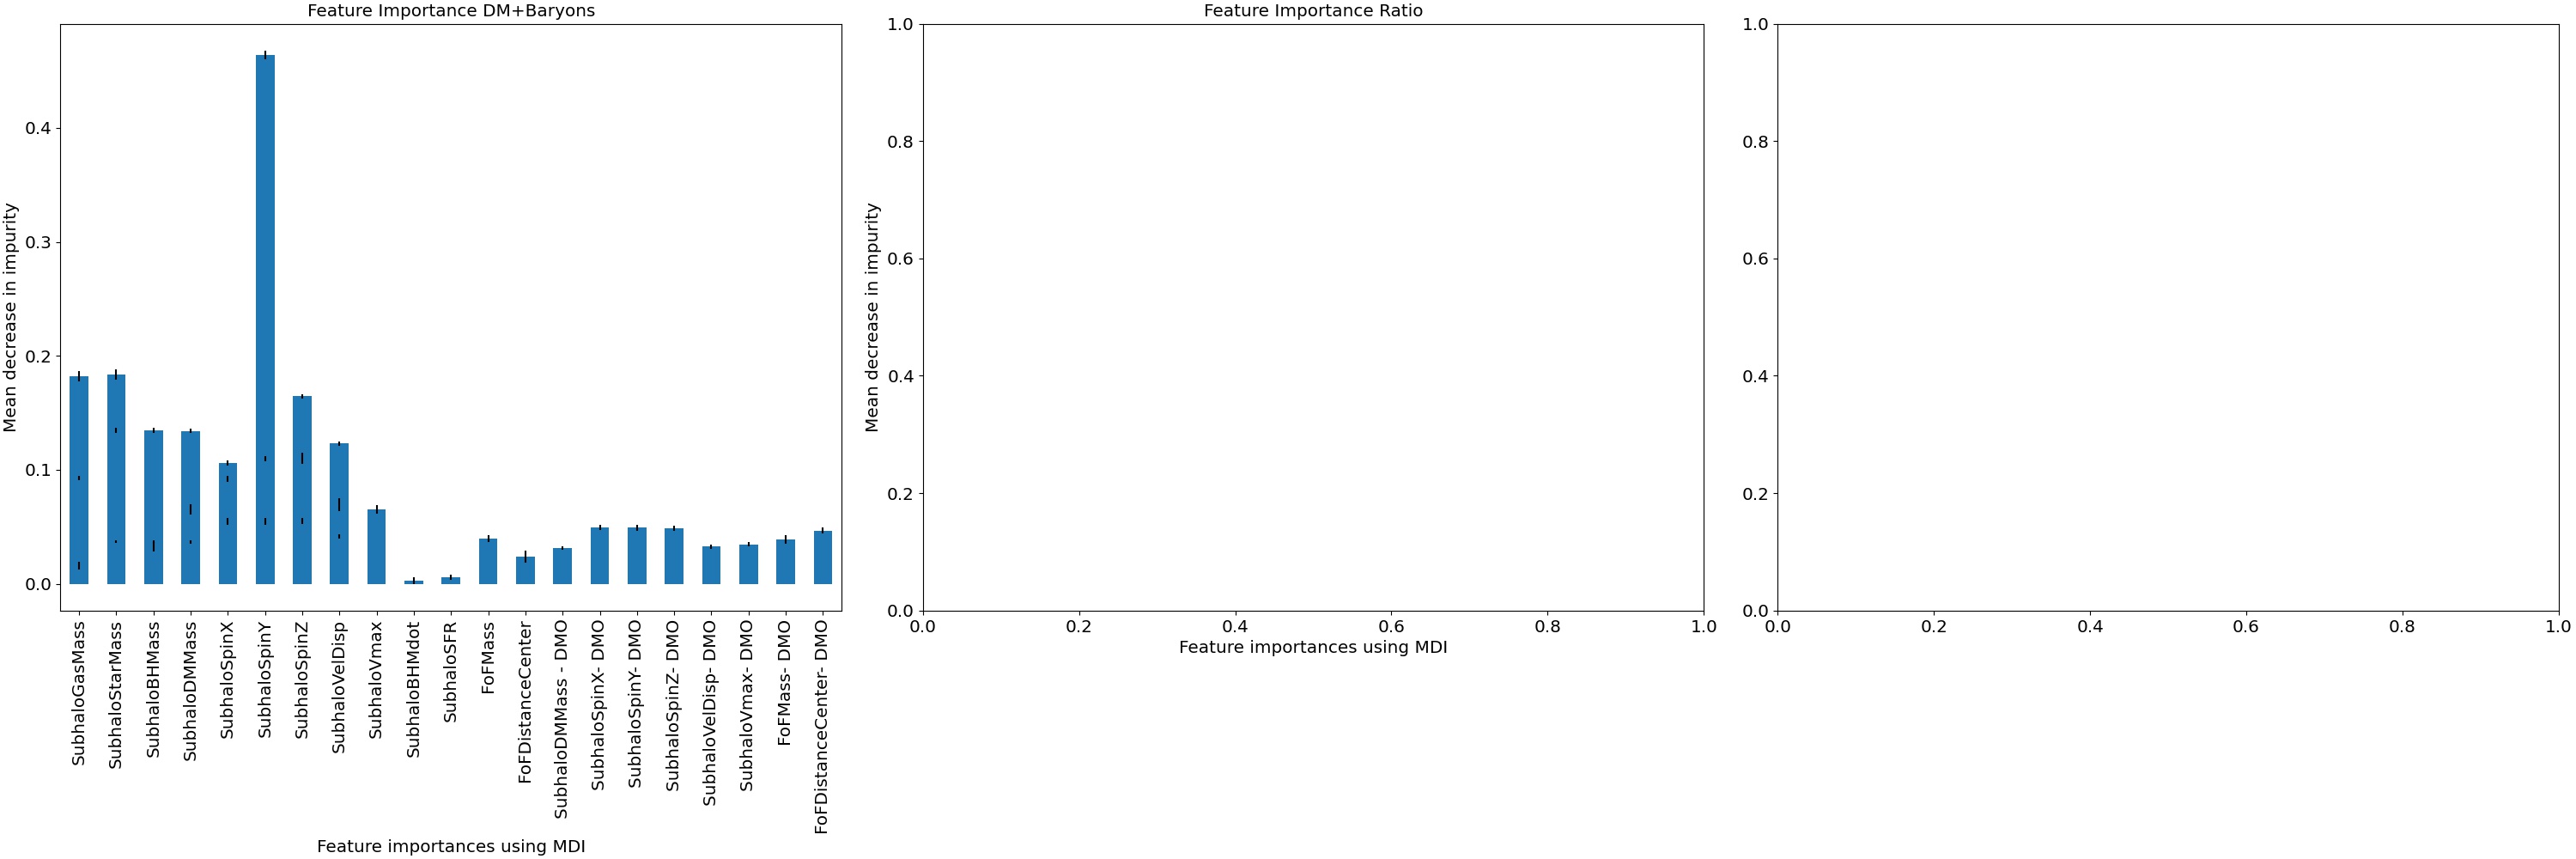 Feature Importance DM+Baryons
Mean decrease in impurity
0.4
0.3
0.2
0.1
0.0
SubhaloGasMass
SubhaloStarMass
SubhaloBHMass
SubhaloDMMass
SubhaloSpinX
SubhaloSpinY
SubhaloSpinZ
SubhaloVelDisp
SubhaloVmax
SubhaloBHMdot
SubhaloSFR
FoFMass
FoFDistanceCenter
SubhaloDMMass - DMO
SubhaloSpinX- DMO
SubhaloSpinY- DMO
SubhaloSpinZ- DMO
SubhaloVelDisp- DMO
SubhaloVmax- DMO
FoFMass- DMO
FoFDistanceCenter- DMO
Feature importances using MDI
Feature Importance Ratio
Mean decrease in impurity
1.0
0.8
0.6
0.4
0.2
0.0
0.0 0.2 0.4 0.6 0.8 1.0
Feature importances using MDI
1.0
0.8
0.6
0.4
0.2
0.0
0.0 0.2 0.4 0.6 0.8 1.0